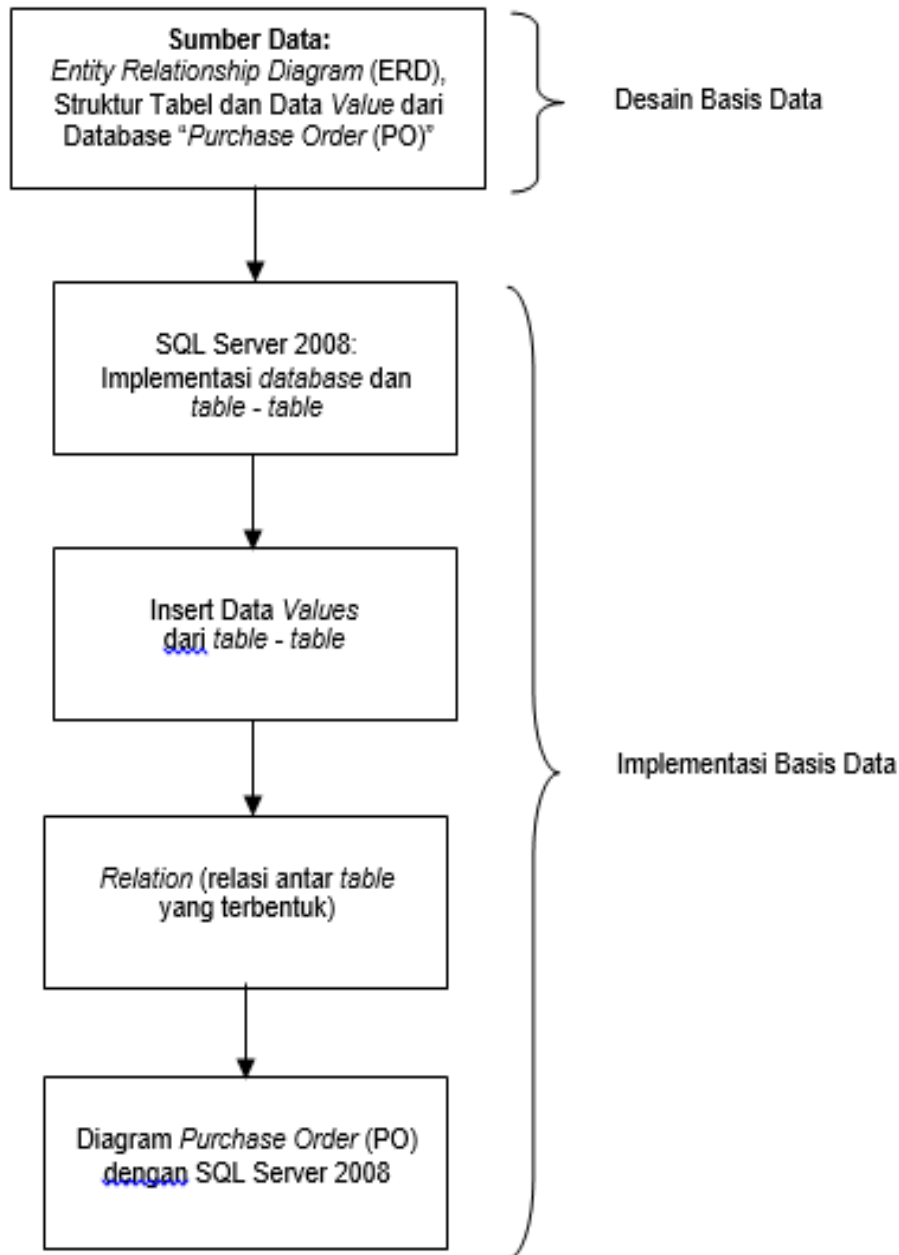 Sumber Data:
Entity Relationship Diagram (ERD),
Struktur Tabel dan Data Value dari
Database “Purchase Order (PO)”
Desain Basis Data
SQL Server 2008:
Implementasi database dan
table - table
Insert Data Values
dari table - table
Implementasi Basis Data
Relation (relasi antar table
yang terbentuk)
Diagram Purchase Order (PO)
dengan SQL Server 2008